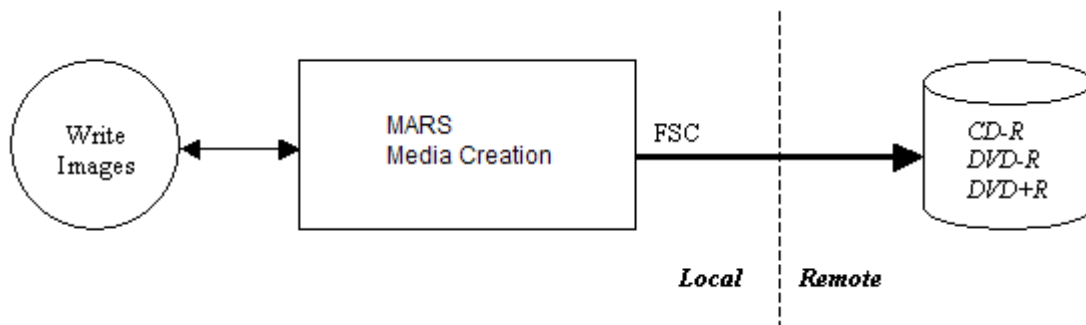 Write
Images
MARS
Media Creation
FSC
CD-R
DVD-R
DVD+R
Local
Remote